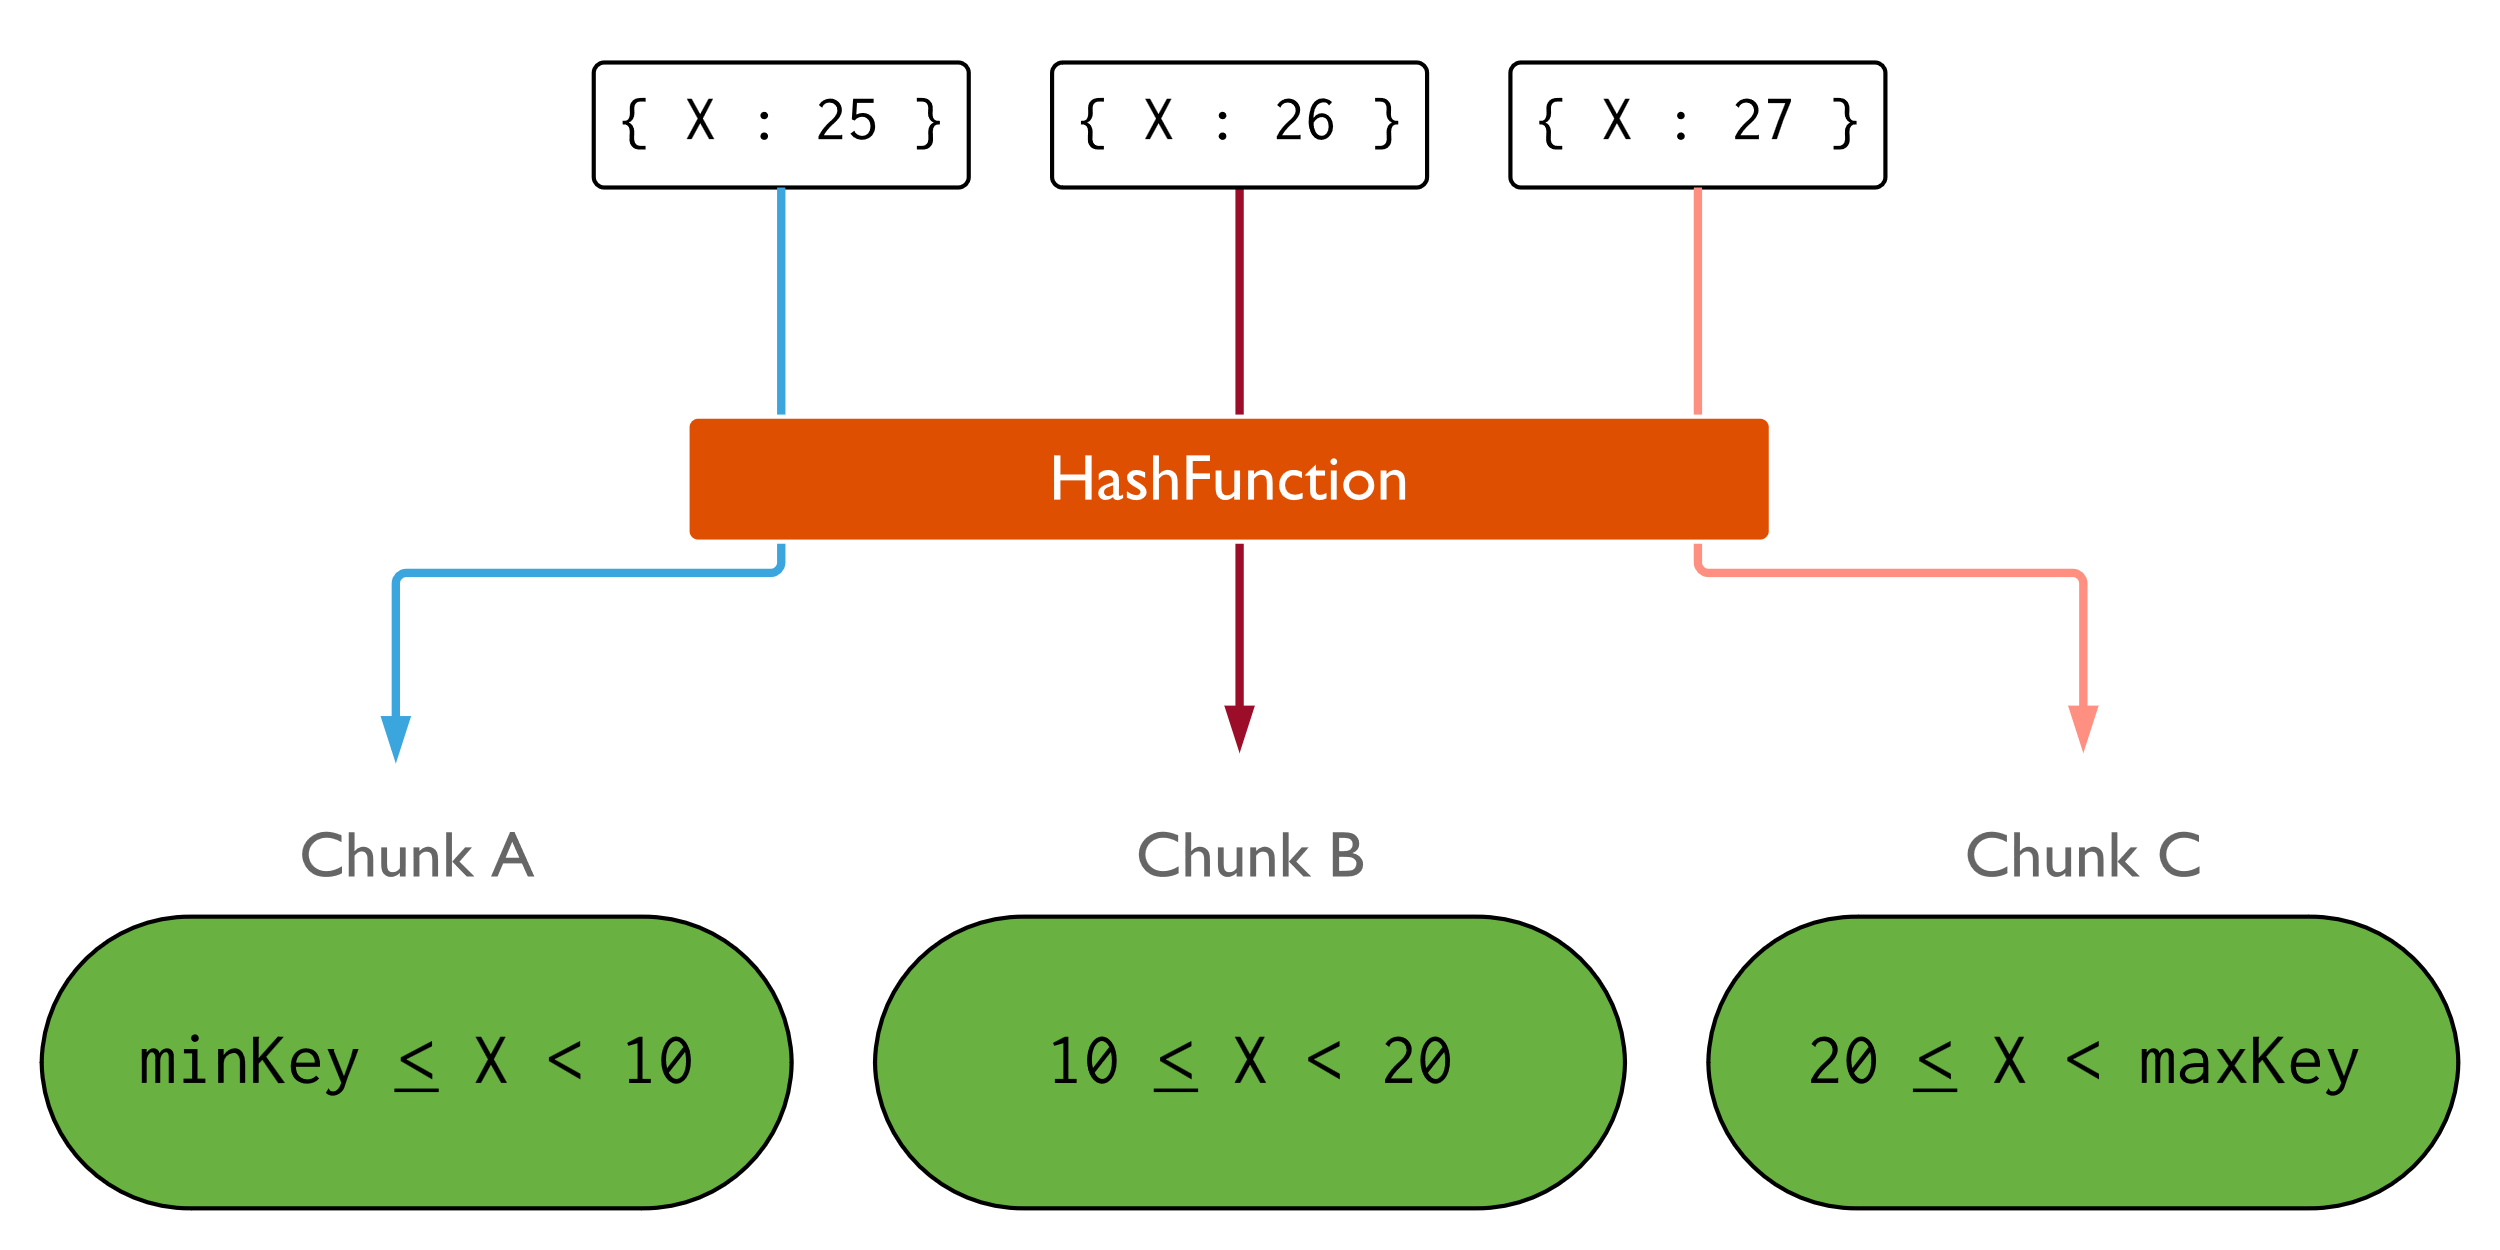 { X : 25 }
{ X : 26 }
{ X : 27 }
HashFunction
Chunk A
Chunk B
Chunk C
minKey ≤ X < 10
10 ≤ X < 20
20 ≤ X < maxkey